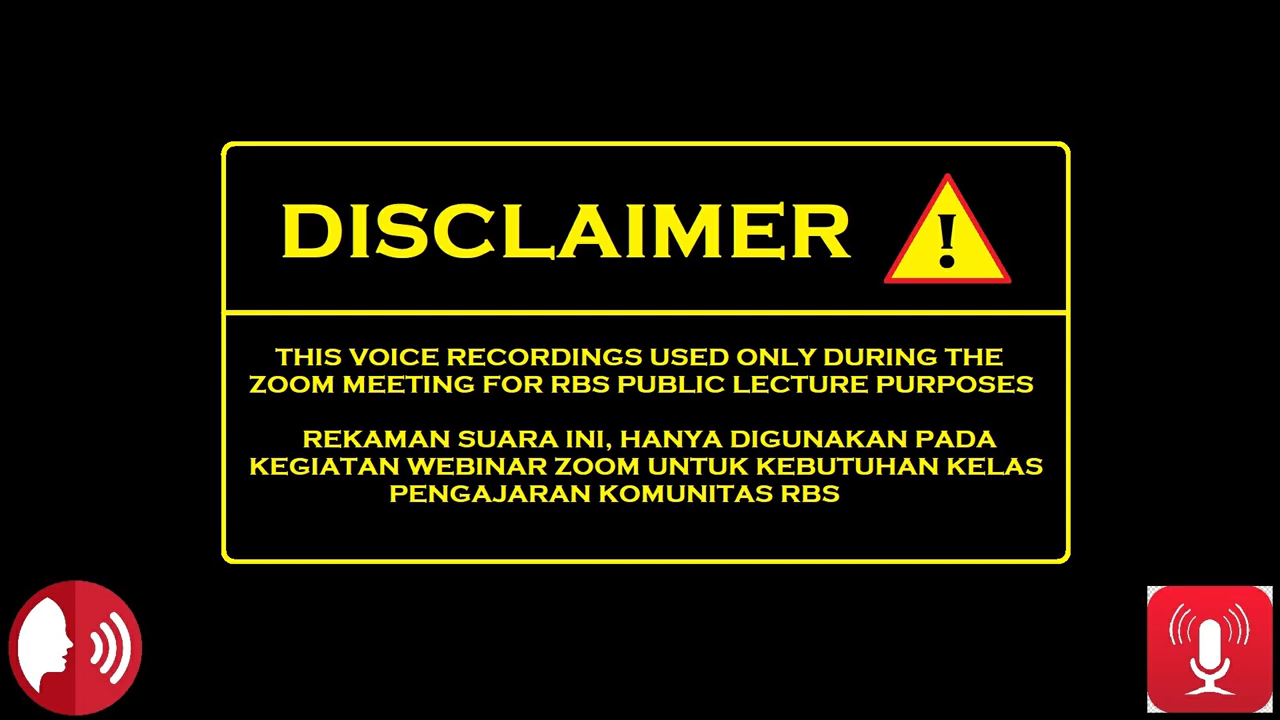 DISCLAIMER
!
THIS VOICE RECORDINGS USED ONLY DURING THE
ZOOM MEETING FOR RBS PUBLIC LECTURE PURPOSES
REKAMAN SUARA INI, HANYA DIGUNAKAN PADA
KEGIATAN WEBINAR ZOOM UNTUK KEBUTUHAN KELAS
PENGAJARAN KOMUNITAS RBS